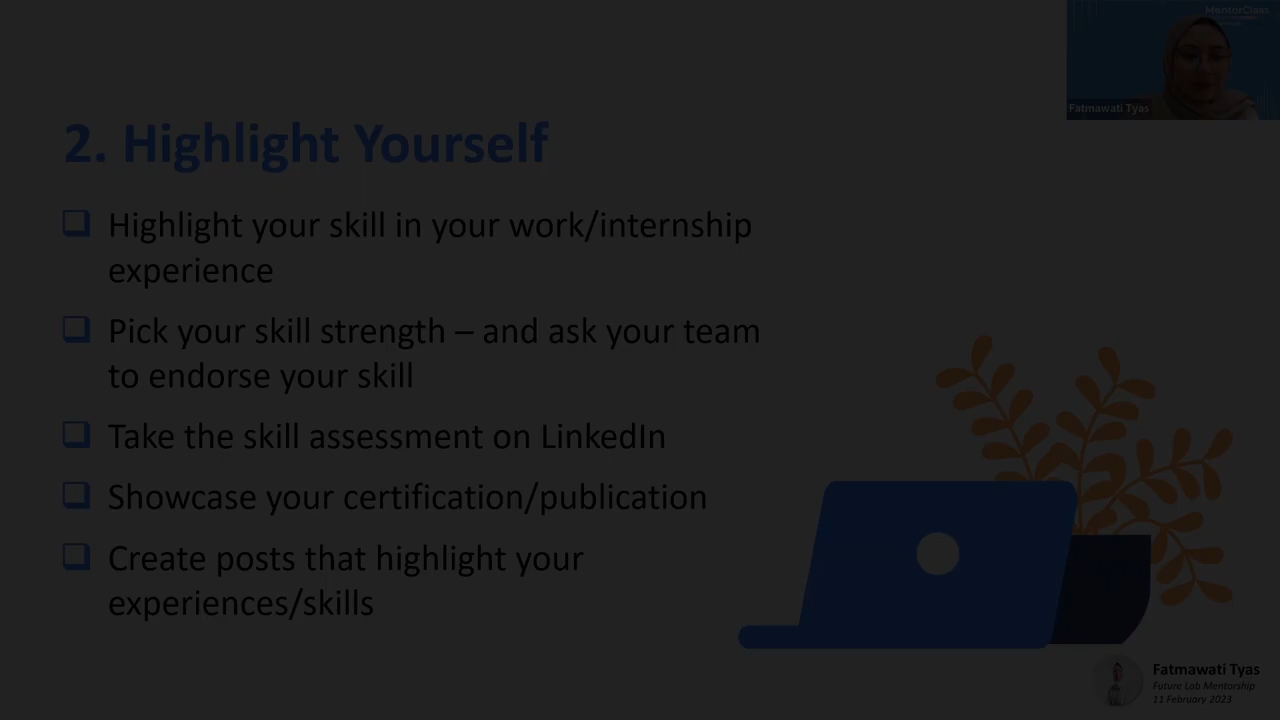 MentorClass
Fatmawati Tyas
2. Highlight Yourself
❑ Highlight your skill in your work/internship
experience
❑ Pick your skill strength – and ask your team
to endorse your skill
❑ Take the skill assessment on LinkedIn
❑ Showcase your certification/publication
❑ Create posts that highlight your
experiences/skills
Fatmawati Tyas
Future Lab Mentorship
11 February 2023